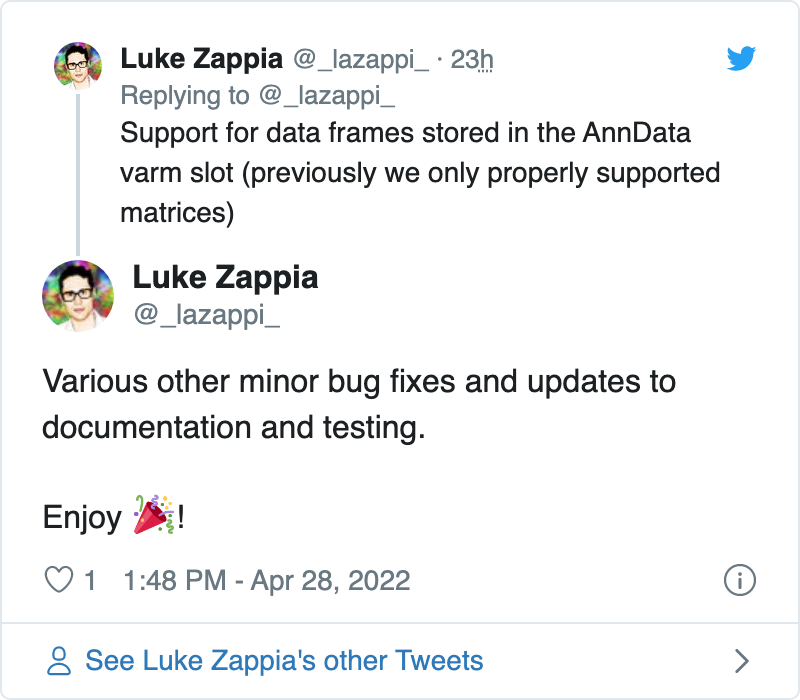 Luke Zappia @_lazappi_ · 23h
Replying to @_lazappi_
Support for data frames stored in the AnnData
varm slot (previously we only properly supported
matrices)
Luke Zappia
@_lazappi_
Various other minor bug fixes and updates to
documentation and testing.
Enjoy 🎉!
1 1:48 PM - Apr 28, 2022
See Luke Zappia's other Tweets